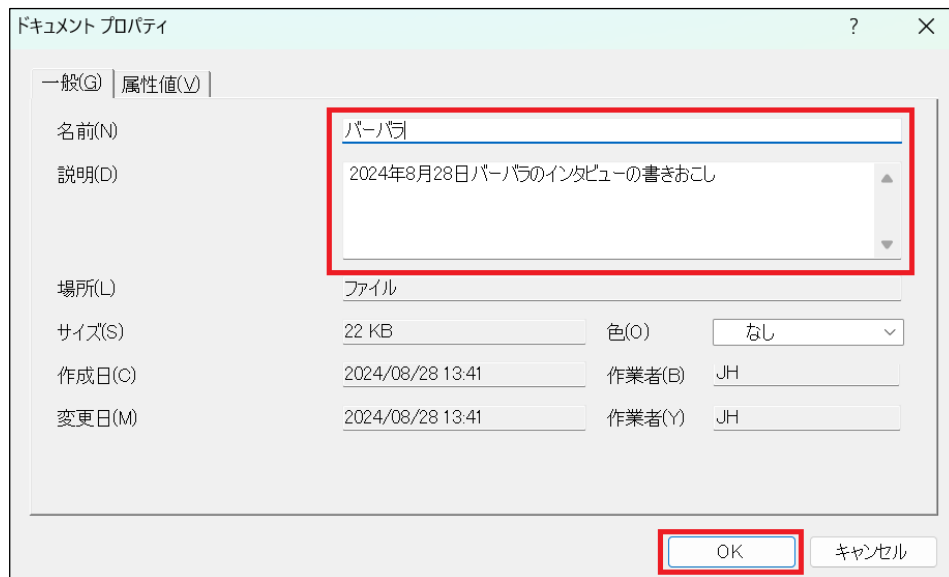 ドキュメント プロパティ
?
×
一般(G)
属性値(V)
名前(N)
バーバラ
説明(D)
2024年8月28日バーバラのインタビューの書きおこし
場所(L)
ファイル
サイズ(S)
22 KB
色(O)
なし
作成日(C)
2024/08/28 13:41
作業者(B)
JH
変更日(M)
2024/08/28 13:41
作業者(Y)
JH
OK
キャンセル